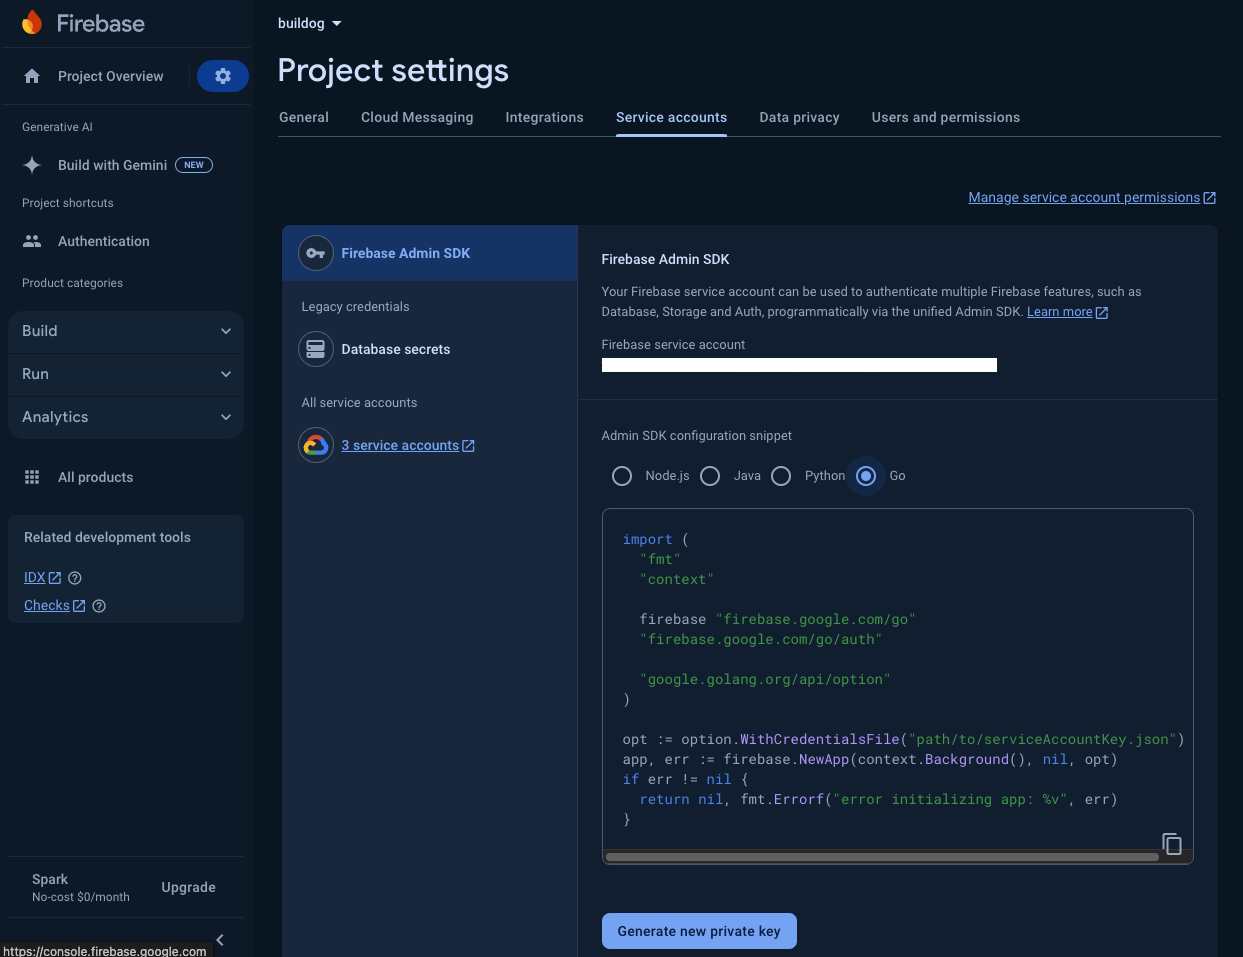 Firebase
Project Overview
Generative AI
Build with Gemini NEW
Project shortcuts
Authentication
Product categories
Build
Run
Analytics
All products
Related development tools
IDX
Checks
Spark
No-cost $0/month
Upgrade
https://console.firebase.google.com
buildog
Project settings
General Cloud Messaging Integrations Service accounts Data privacy Users and permissions
Manage service account permissions
Firebase Admin SDK
Legacy credentials
Database secrets
All service accounts
3 service accounts
Firebase Admin SDK
Your Firebase service account can be used to authenticate multiple Firebase features, such as
Database, Storage and Auth, programmatically via the unified Admin SDK. Learn more
Firebase service account
Admin SDK configuration snippet
Node.js Java Python Go
import (
"fmt"
"context"
firebase "firebase.google.com/go"
"firebase.google.com/go/auth"
"google.golang.org/api/option"
)
opt := option.WithCredentialsFile("path/to/serviceAccountKey.json")
app, err := firebase.NewApp(context.Background(), nil, opt)
if err != nil {
return nil, fmt.Errorf("error initializing app: %v", err)
}
Generate new private key